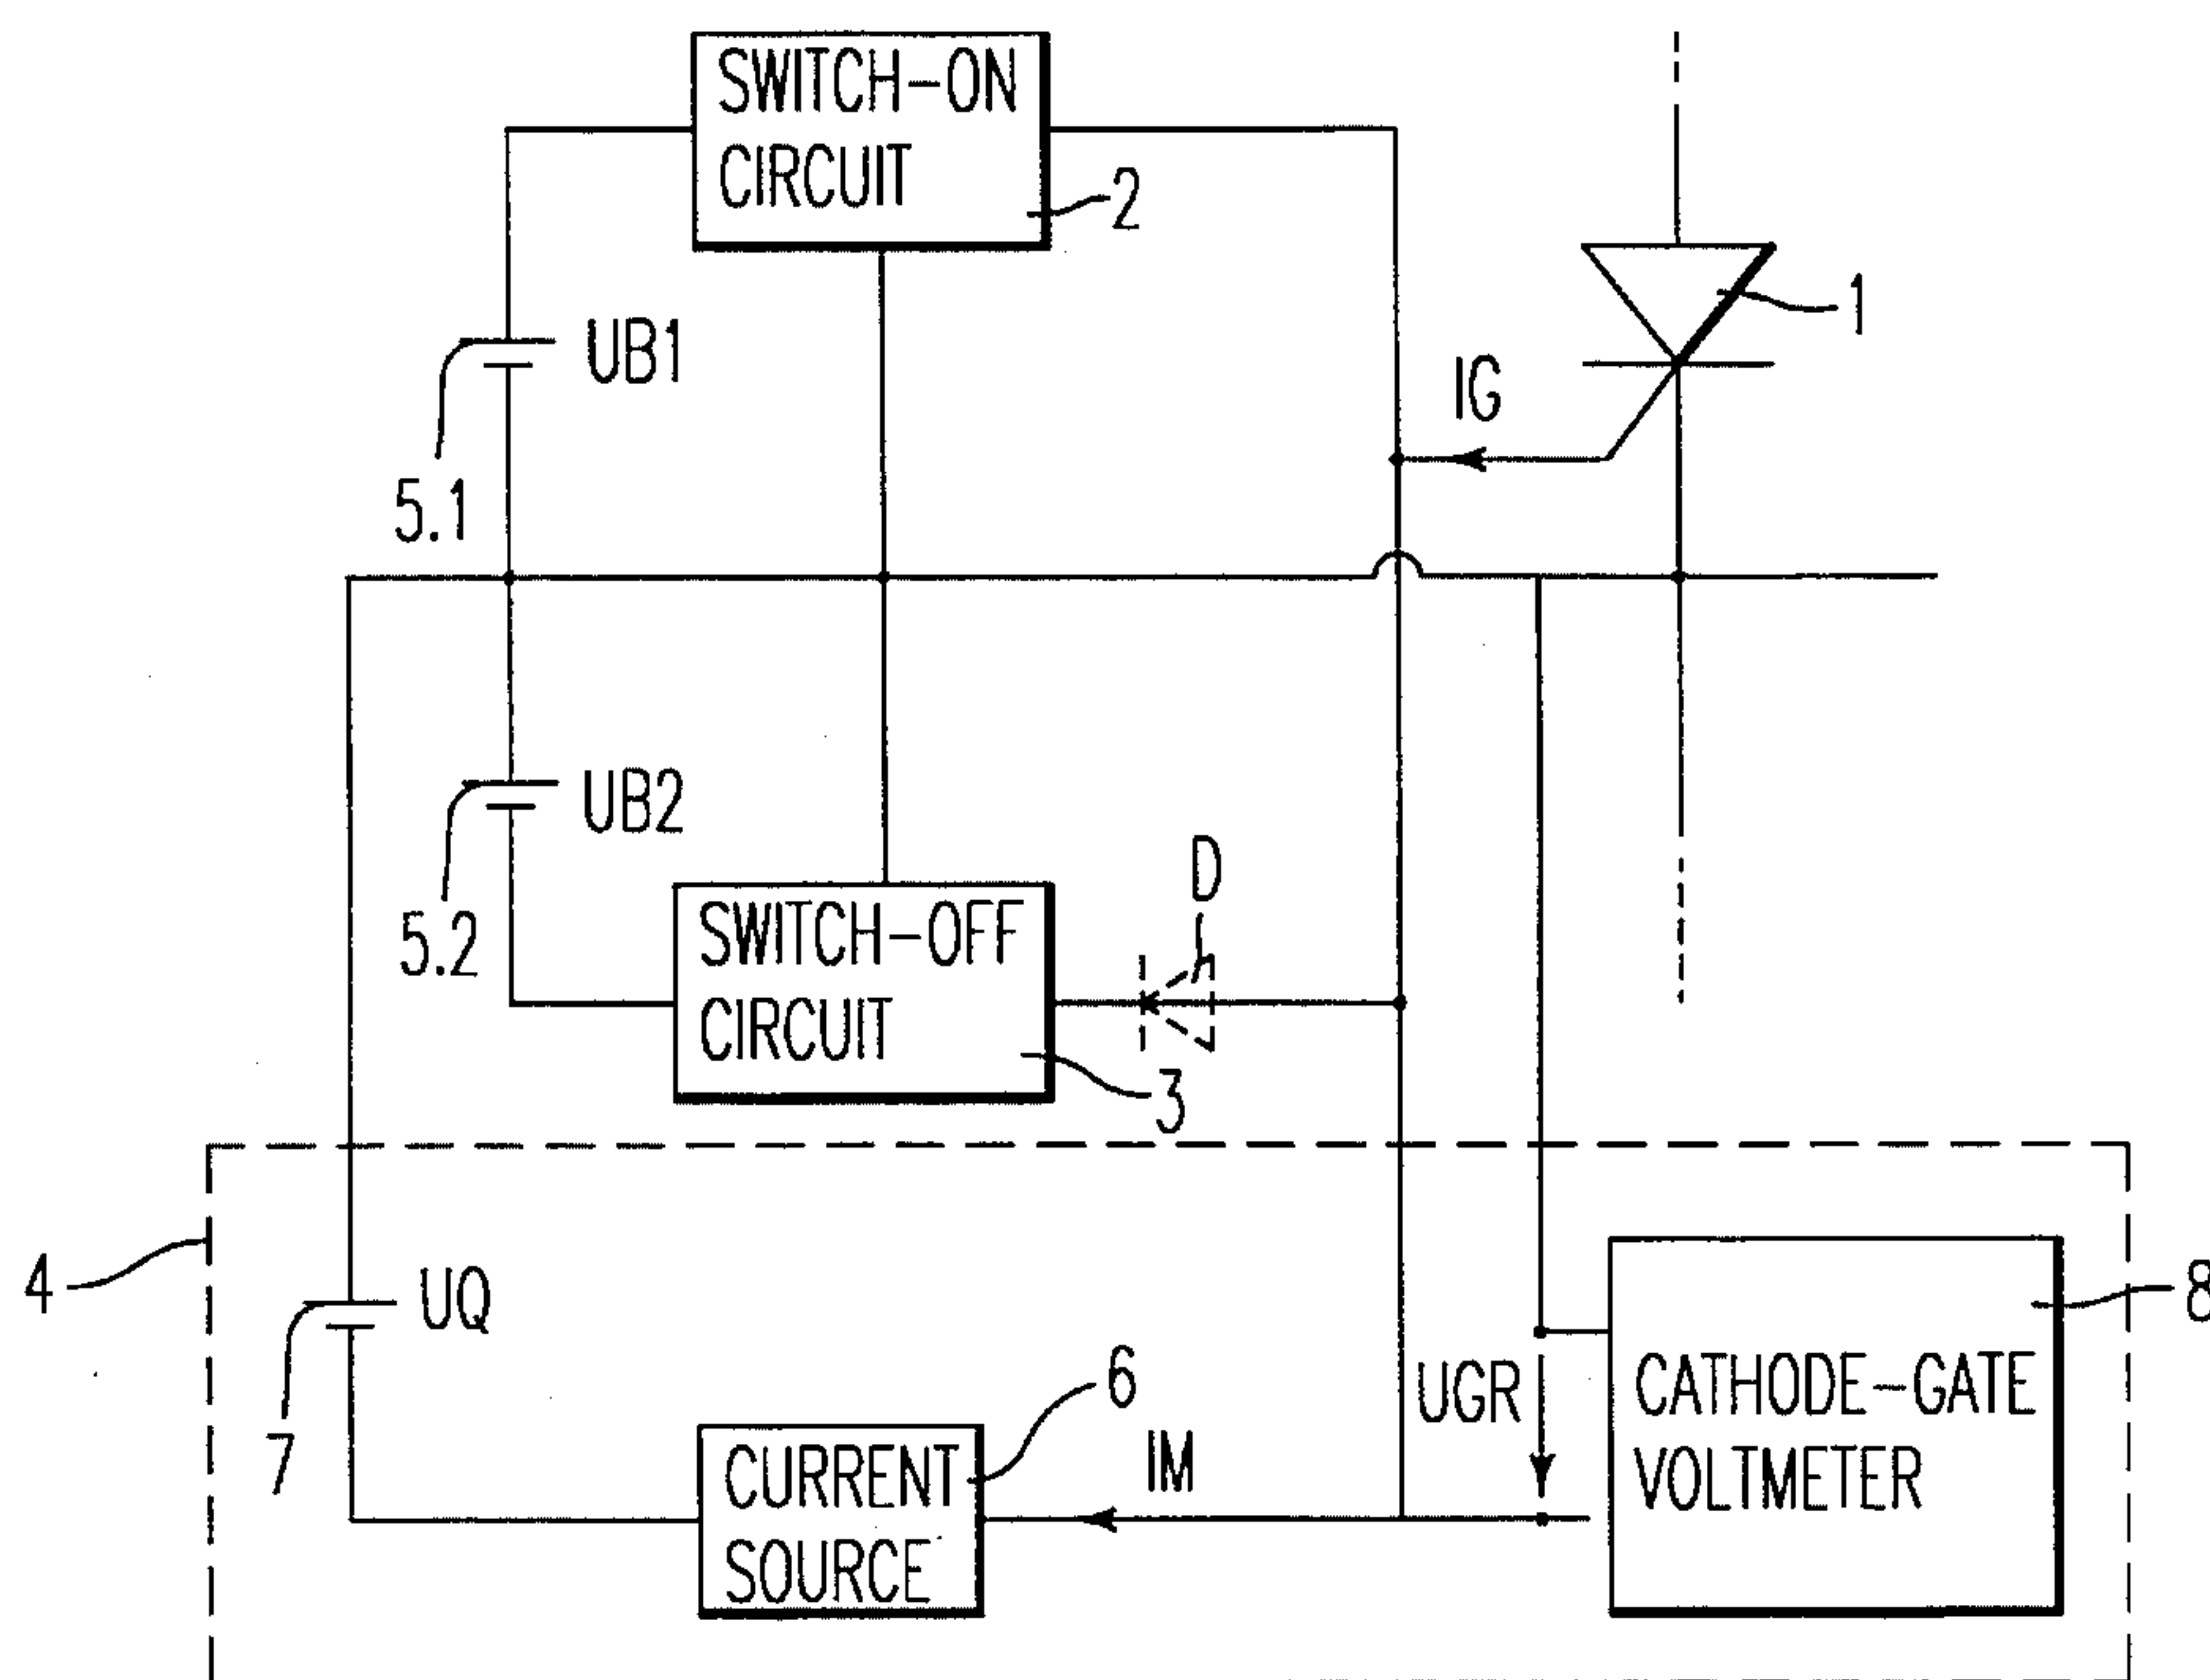 SWITCH-ON
CIRCUIT
2
1
UB1
IG
5.1
UB2
D
5.2
SWITCH-OFF
CIRCUIT
3
4
8
UQ
6
CATHODE-GATE
VOLTMETER
UGR
7
CURRENT
SOURCE
IM